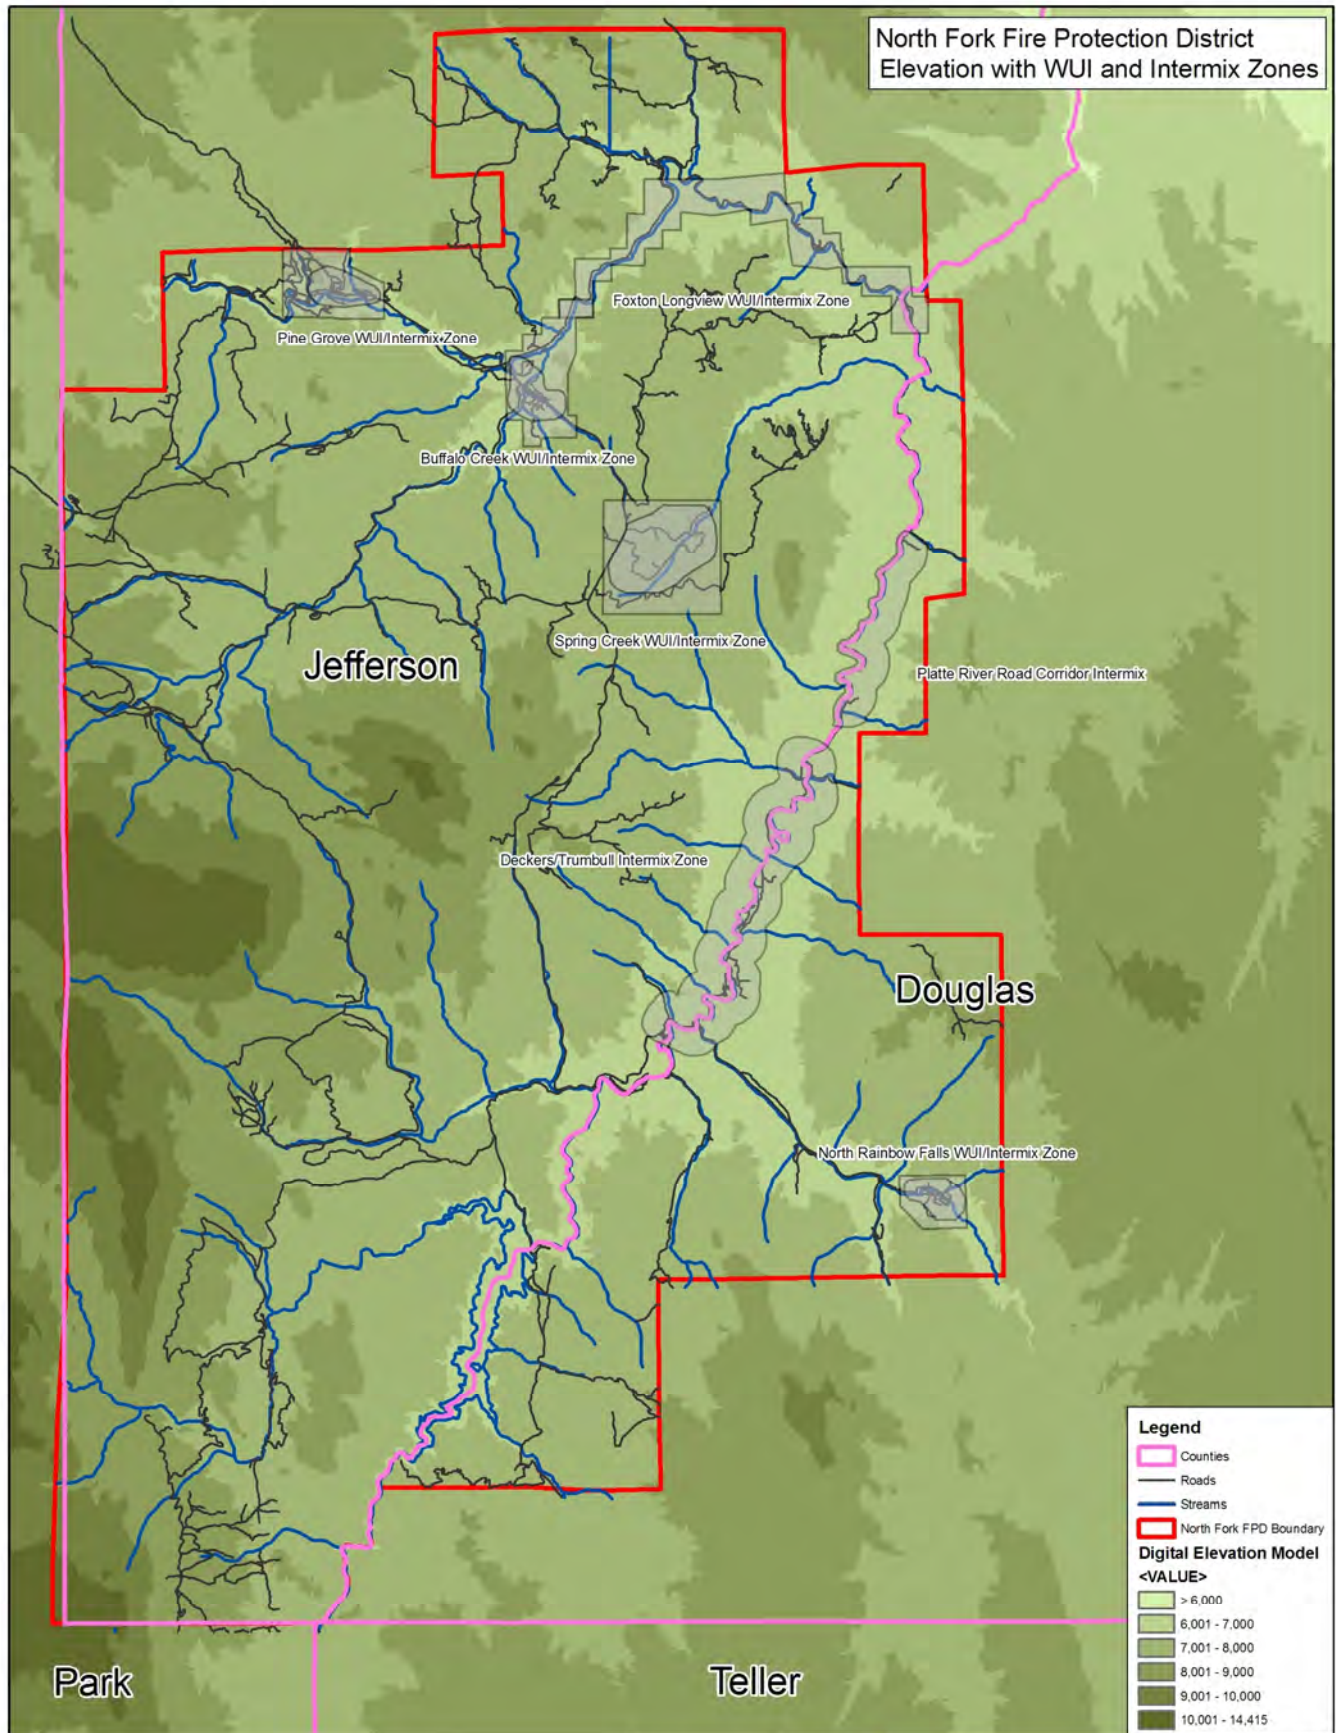 North Fork Fire Protection District
Elevation with WUI and Intermix Zones
Foxton Longview WUI/Intermix Zone
Pine Grove WUI/Intermix Zone
Buffalo Creek WUI/Intermix Zone
Spring Creek WUI/Intermix Zone
Jefferson
Platte River Road Corridor Intermix
Deckers/Trumbull Intermix Zone
Douglas
North Rainbow Falls WUI/Intermix Zone
Park
Teller
Legend
Counties
Roads
Streams
North Fork FPD Boundary
Digital Elevation Model
<VALUE>
> 6,000
6,001 - 7,000
7,001 - 8,000
8,001 - 9,000
9,001 - 10,000
10,001 - 14,415